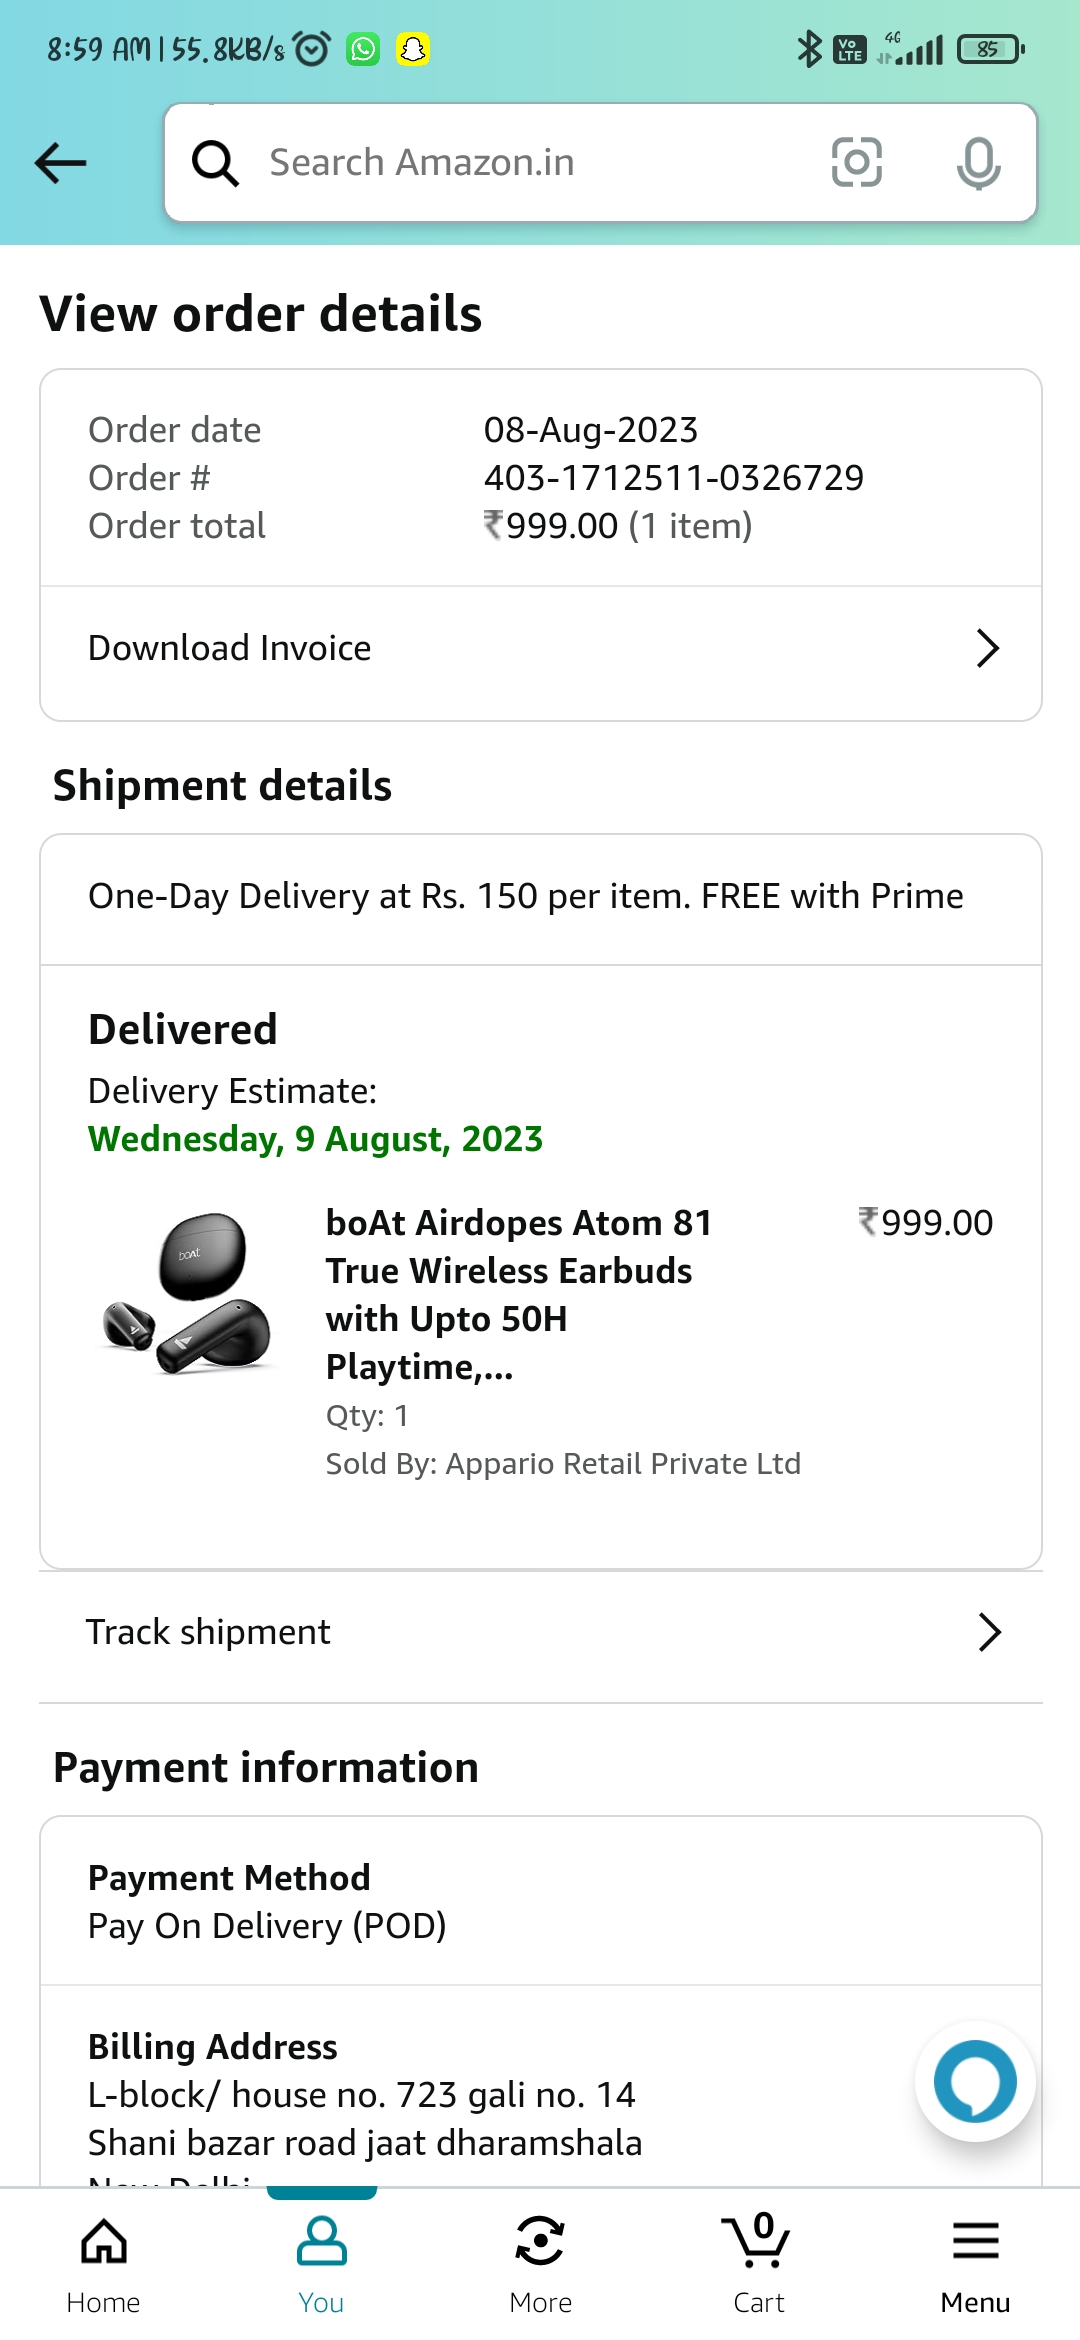 8:59 AM | 55.8KB/s
Vo LTE 4G 85
Search Amazon.in
View order details
Order date 08-Aug-2023
Order # 403-1712511-0326729
Order total ₹999.00 (1 item)
Download Invoice
Shipment details
One-Day Delivery at Rs. 150 per item. FREE with Prime
Delivered
Delivery Estimate:
Wednesday, 9 August, 2023
boAt
boAt Airdopes Atom 81 ₹999.00
True Wireless Earbuds
with Upto 50H
Playtime,...
Qty: 1
Sold By: Appario Retail Private Ltd
Track shipment
Payment information
Payment Method
Pay On Delivery (POD)
Billing Address
L-block/ house no. 723 gali no. 14
Shani bazar road jaat dharamshala
New Delhi
0
Home You More Cart Menu